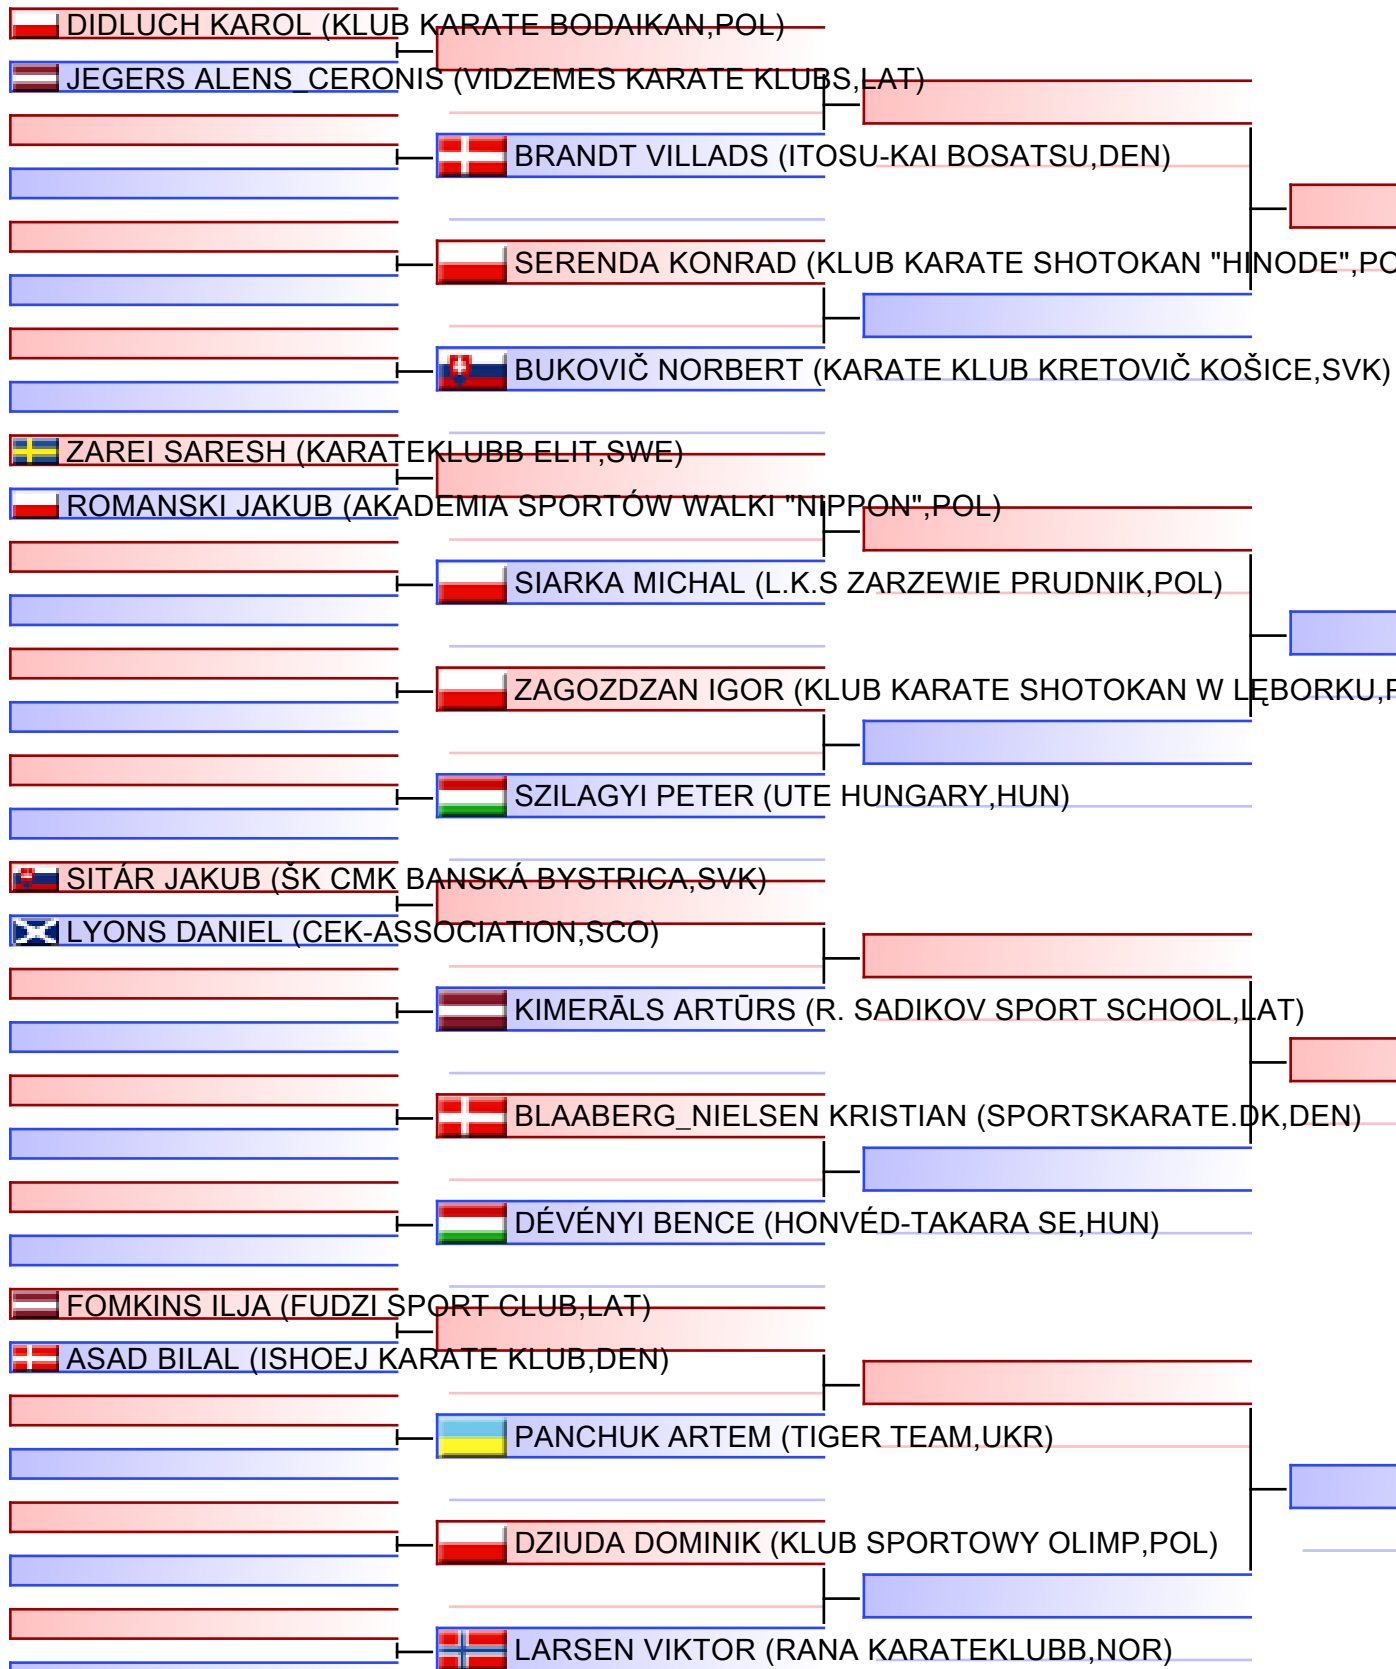 DIDLUCH KAROL (KLUB KARATE BODAIKAN,POL)
JEGERS ALENS_CERONIS (VIDZEMES KARATE KLUBS,LAT)
BRANDT VILLADS (ITOSU-KAI BOSATSU,DEN)
SERENDA KONRAD (KLUB KARATE SHOTOKAN "HINODE",PO
BUKOVIČ NORBERT (KARATE KLUB KRETOVIČ KOŠICE,SVK)
ZAREI SARESH (KARATEKLUBB ELIT,SWE)
ROMANSKI JAKUB (AKADEMIA SPORTÓW WALKI "NIPPON",POL)
SIARKA MICHAL (L.K.S ZARZEWIE PRUDNIK,POL)
ZAGOZDZAN IGOR (KLUB KARATE SHOTOKAN W LĘBORKU,P
SZILAGYI PETER (UTE HUNGARY,HUN)
SITÁR JAKUB (ŠK CMK BANSKÁ BYSTRICA,SVK)
LYONS DANIEL (CEK-ASSOCIATION,SCO)
KIMERĀLS ARTŪRS (R. SADIKOV SPORT SCHOOL,LAT)
BLAABERG_NIELSEN KRISTIAN (SPORTSKARATE.DK,DEN)
DÉVÉNYI BENCE (HONVÉD-TAKARA SE,HUN)
FOMKINS ILJA (FUDZI SPORT CLUB,LAT)
ASAD BILAL (ISHOEJ KARATE KLUB,DEN)
PANCHUK ARTEM (TIGER TEAM,UKR)
DZIUDA DOMINIK (KLUB SPORTOWY OLIMP,POL)
LARSEN VIKTOR (RANA KARATEKLUBB,NOR)